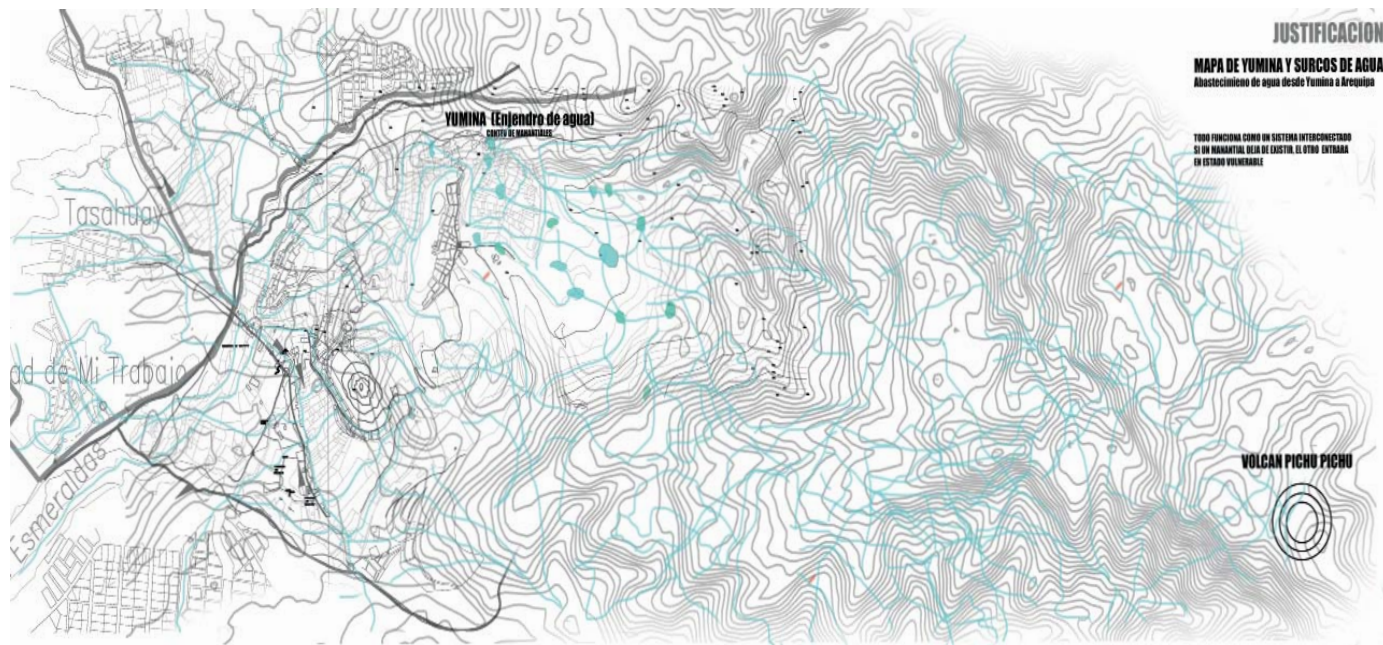 JUSTIFICACION
MAPA DE YUMINA Y SURCOS DE AGUA
Abastecimieno de agua desde Yumina a Arequipa
TODO FUNCIONA COMO UN SISTEMA INTERCONECTADO
SI UN MANANTIAL DEJA DE EXISTIR, EL OTRO ENTRARA
EN ESTADO VULNERABLE
YUMINA (Enjendro de agua)
CONTEO DE MANANTIALES
Tasahuay
ad de Mi Trabajo
Esmeraldas
VOLCAN PICHU PICHU